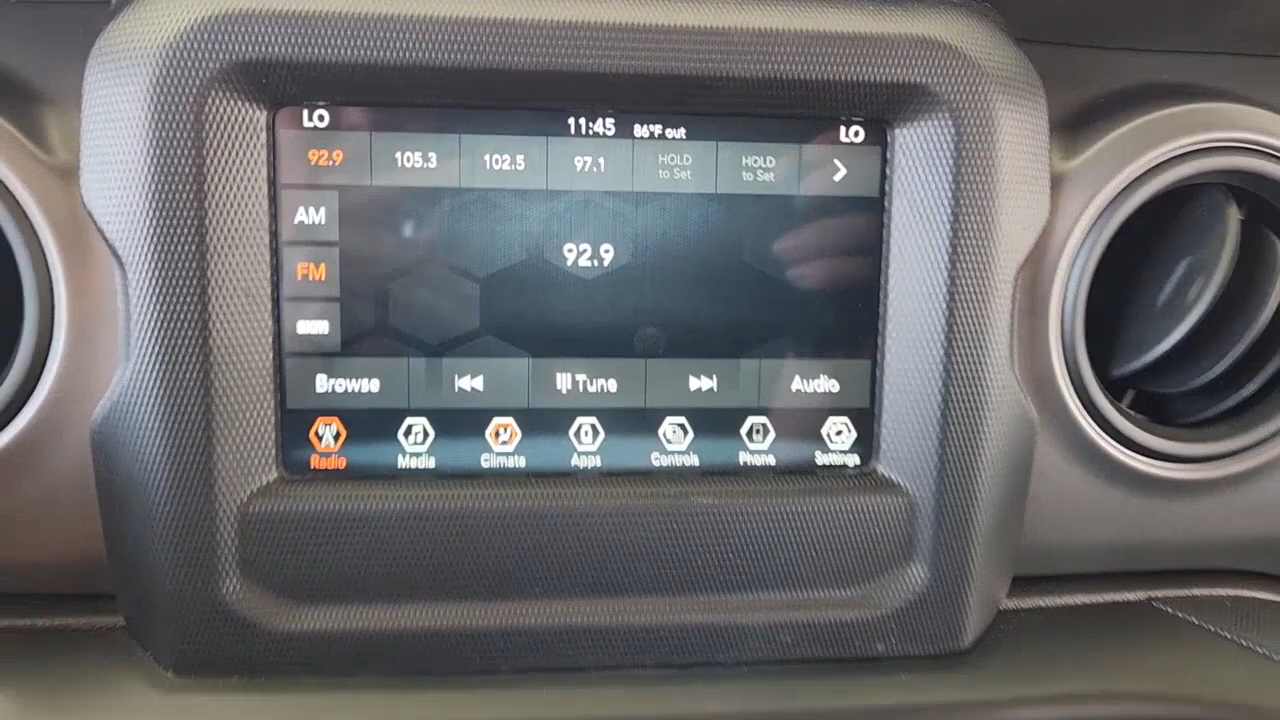 LO 11:45 86°F out LO
92.9 105.3 102.5 97.1 HOLD to Set HOLD to Set
AM
92.9
FM
SXM
Browse Tune Audio
Radio Media Climate Apps Controls Phone Settings